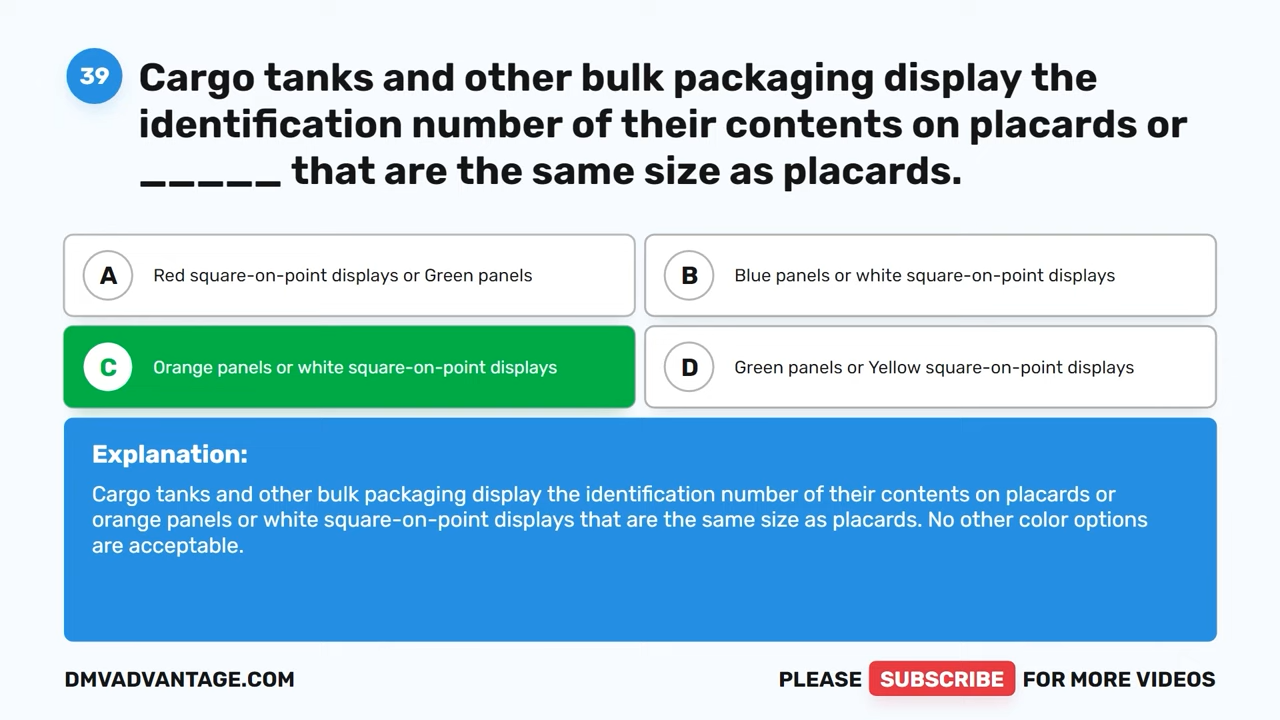 39
Cargo tanks and other bulk packaging display the
identification number of their contents on placards or
_____ that are the same size as placards.
A Red square-on-point displays or Green panels
B Blue panels or white square-on-point displays
C Orange panels or white square-on-point displays
D Green panels or Yellow square-on-point displays
Explanation:
Cargo tanks and other bulk packaging display the identification number of their contents on placards or
orange panels or white square-on-point displays that are the same size as placards. No other color options
are acceptable.
DMVADVANTAGE.COM
PLEASE SUBSCRIBE FOR MORE VIDEOS